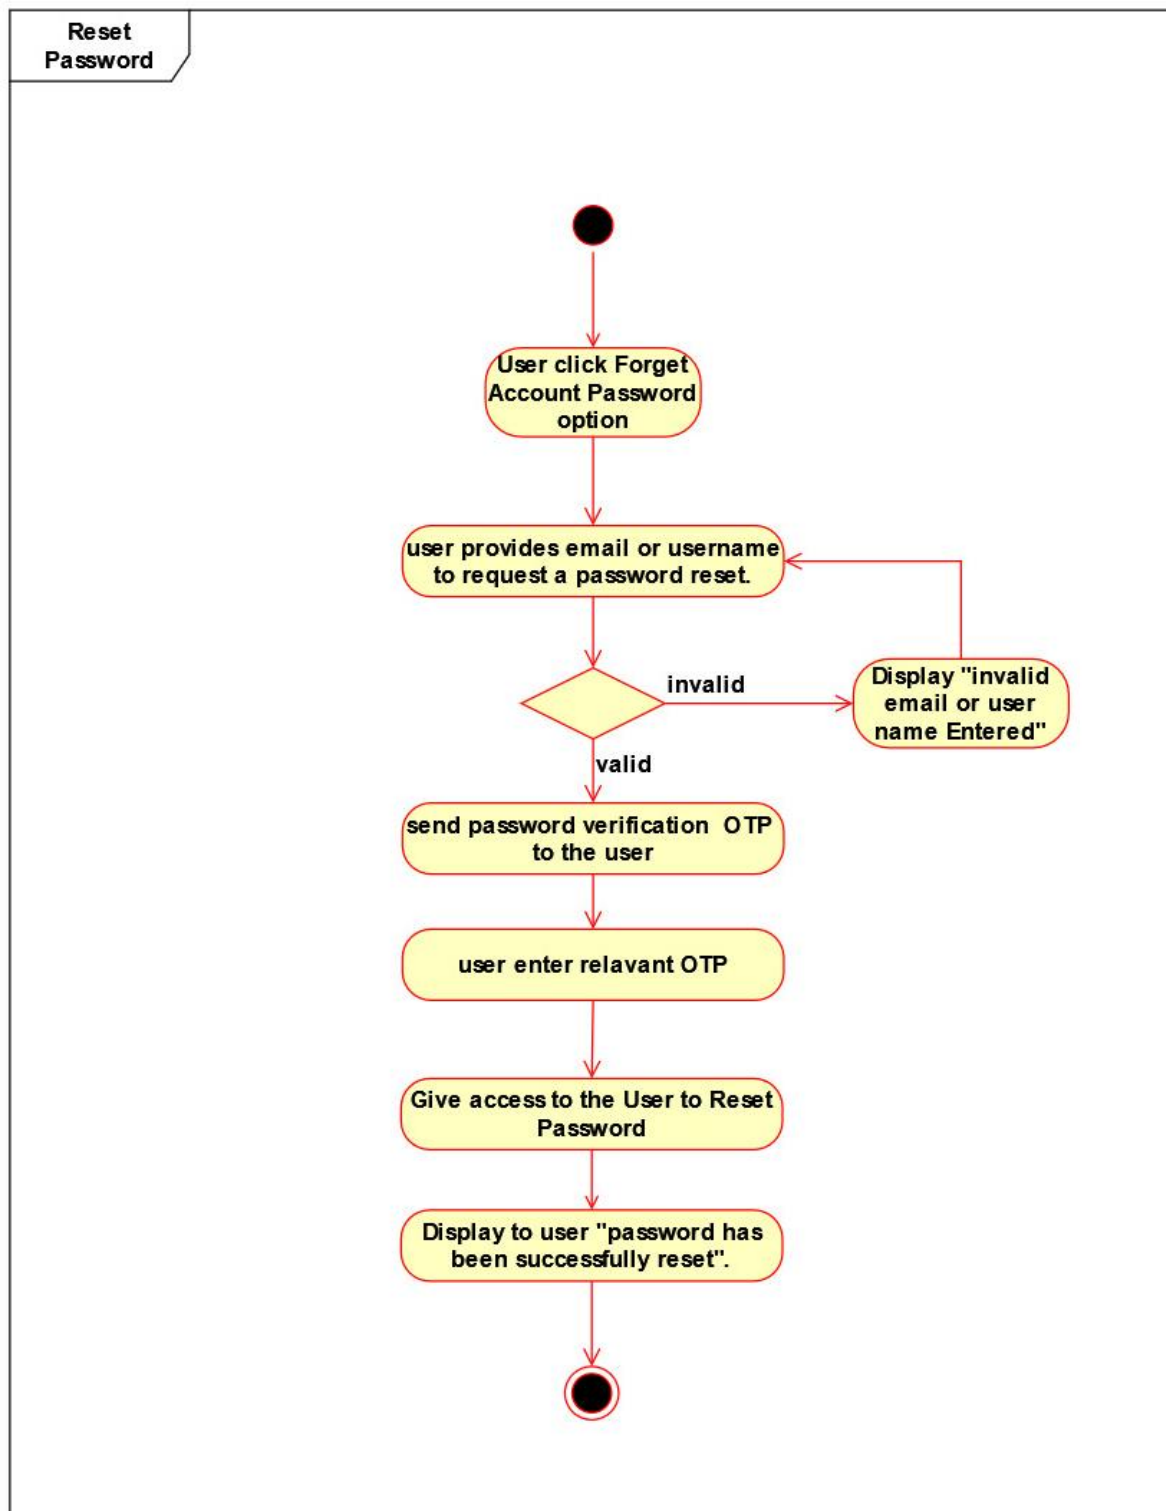 Reset
Password
User click Forget
Account Password
option
user provides email or username
to request a password reset.
invalid
Display "invalid
email or user
name Entered"
valid
send password verification  OTP
to the user
user enter relavant OTP
Give access to the User to Reset
Password
Display to user "password has
been successfully reset".